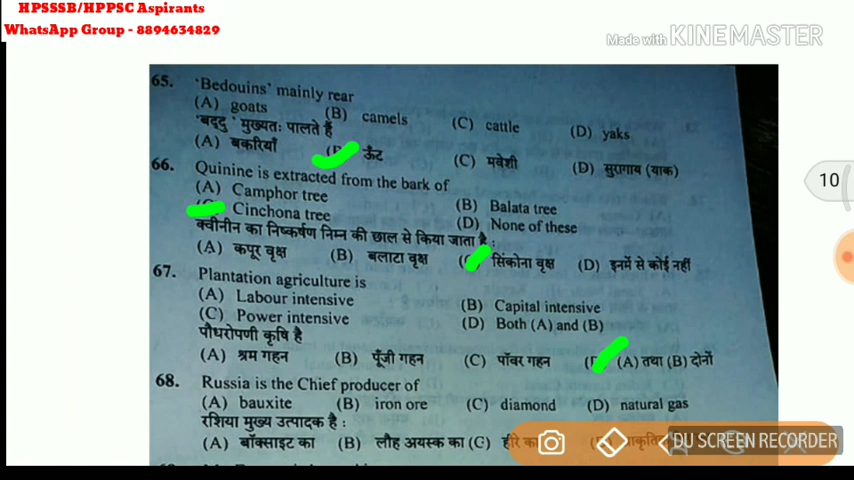 HPSSSB/HPPSC Aspirants
WhatsApp Group - 8894634829
Made with KINEMASTER
65. 'Bedouins' mainly rear
(A) goats (B) camels (C) cattle (D) yaks
'बद्दु' मुख्यतः पालते हैं
(A) बकरियाँ ऊँट (C) मवेशी (D) सुरागाय (याक)
66. Quinine is extracted from the bark of
(A) Camphor tree (B) Balata tree
Cinchona tree (D) None of these
क्वीनीन का निष्कर्षण निम्न की छाल से किया जाता है :
(A) कपूर वृक्ष (B) बलाटा वृक्ष सिंकोना वृक्ष (D) इनमें से कोई नहीं
67. Plantation agriculture is
(A) Labour intensive (B) Capital intensive
(C) Power intensive (D) Both (A) and (B)
पौधरोपणी कृषि है
(A) श्रम गहन (B) पूँजी गहन (C) पॉवर गहन (A) तथा (B) दोनों
68. Russia is the Chief producer of
(A) bauxite (B) iron ore (C) diamond (D) natural gas
रशिया मुख्य उत्पादक है :
(A) बॉक्साइट का (B) लौह अयस्क का (C) हीरे का
10
DU SCREEN RECORDER